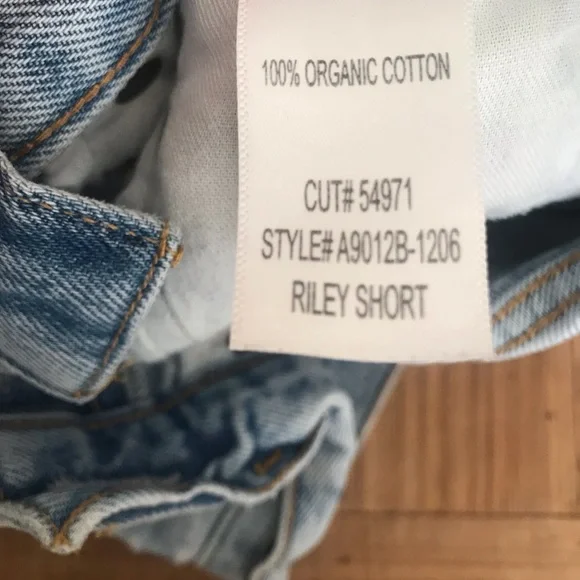 100% ORGANIC COTTON
CUT# 54971
STYLE# A9012B-1206
RILEY SHORT